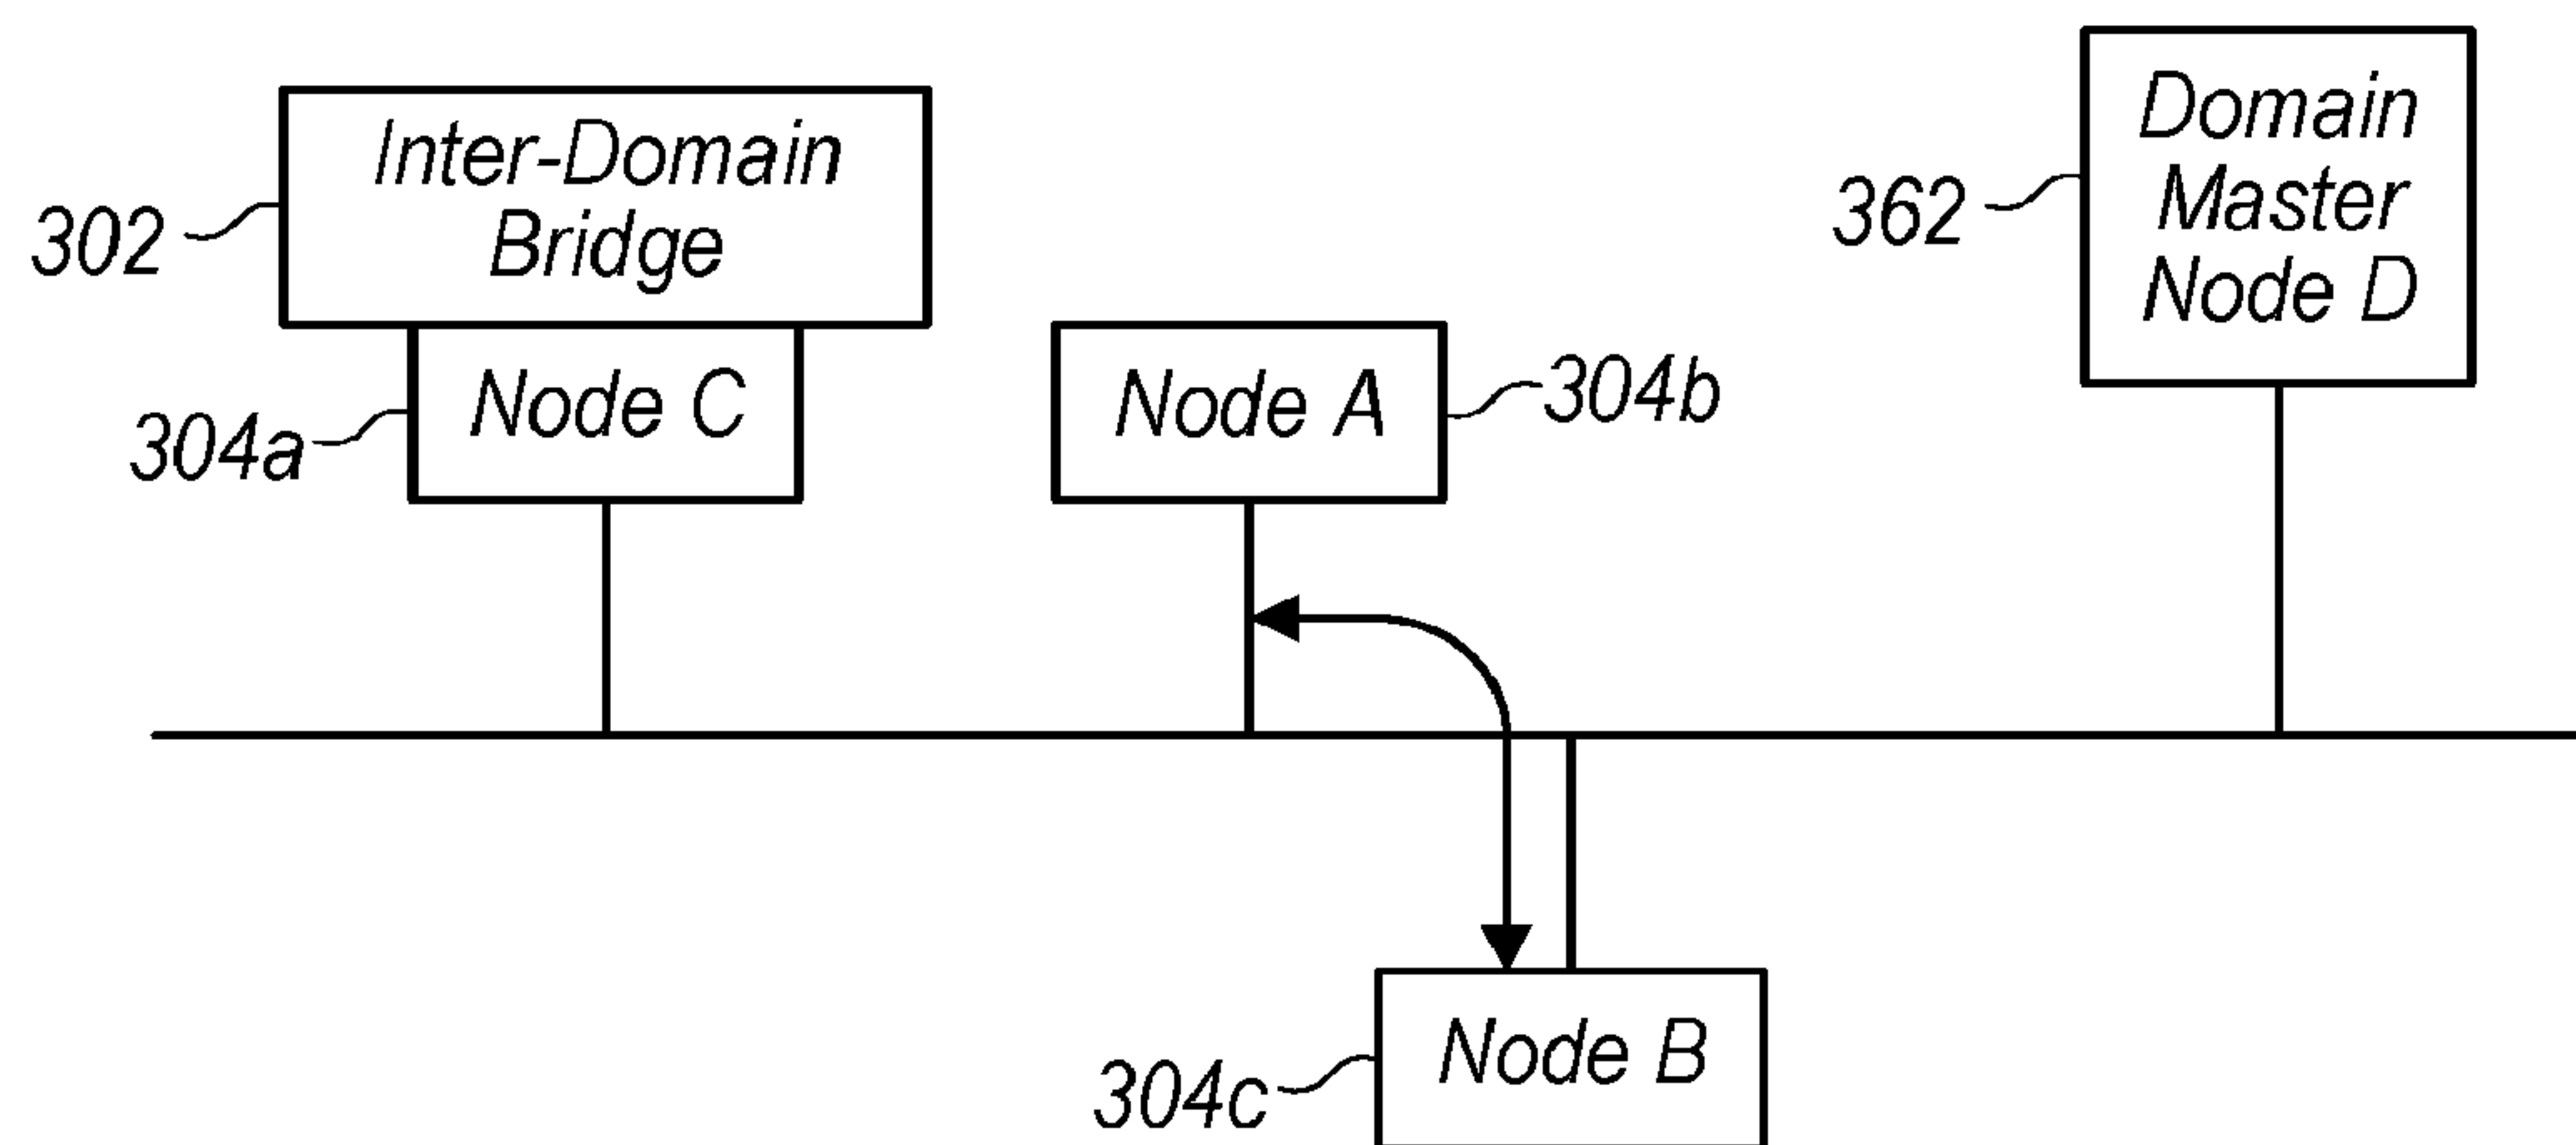 Inter-Domain
Bridge
302
Node C
304a
Node A
304b
Domain
Master
Node D
362
Node B
304c